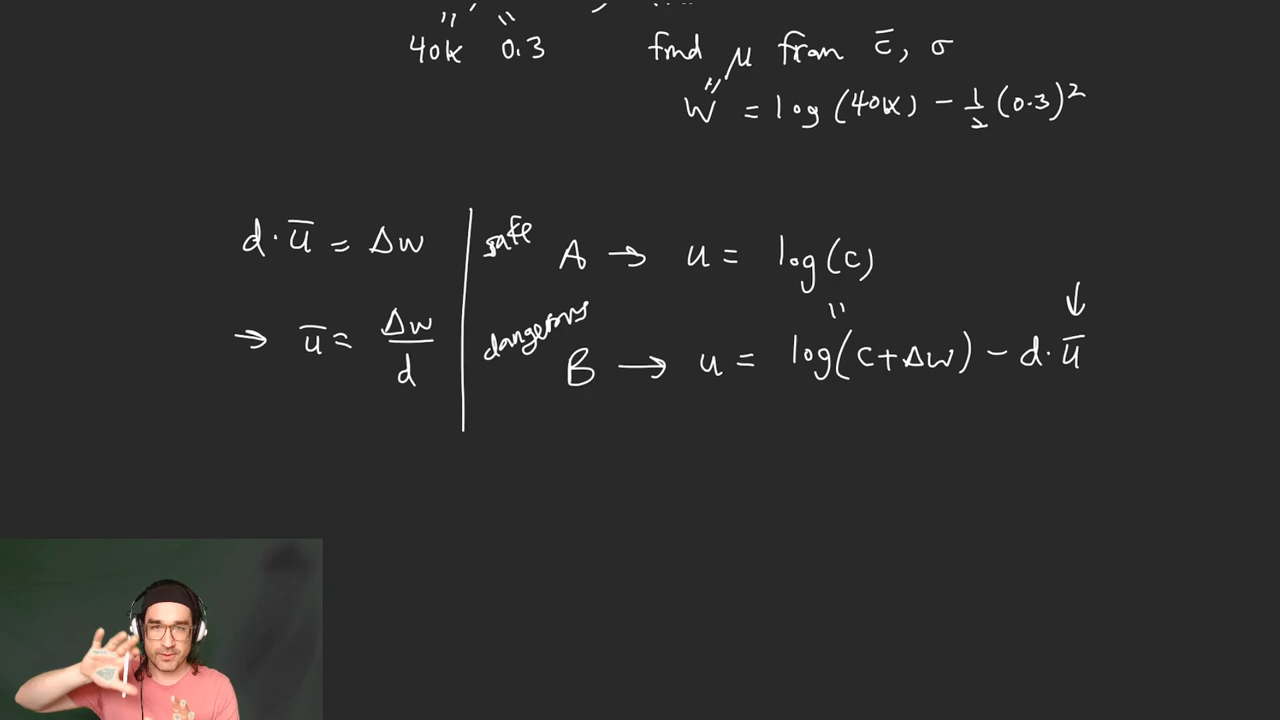 40k 0.3 find μ from c̄, σ
W = log(40k) − 1/2 (0.3)²
d·ū = Δw
safe A → u = log(c)
→ ū = Δw/d
dangerous B → u = log(c+Δw) − d·ū